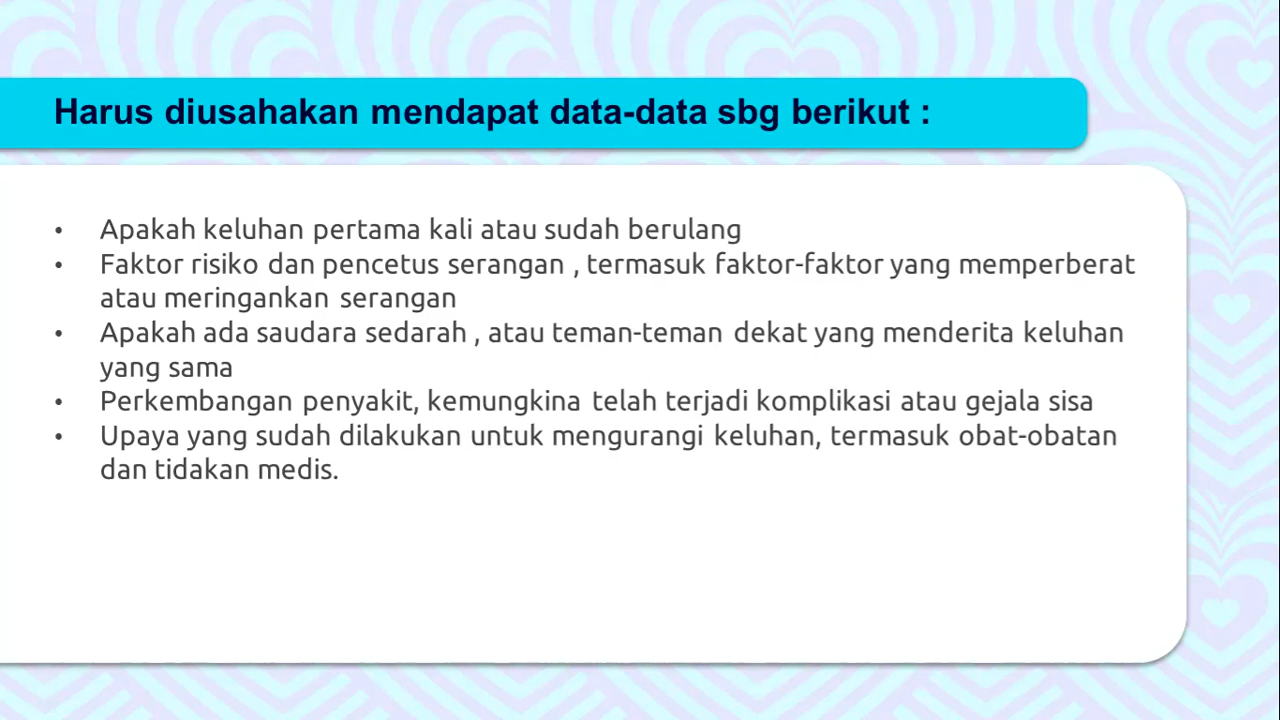 Harus diusahakan mendapat data-data sbg berikut :
• Apakah keluhan pertama kali atau sudah berulang
• Faktor risiko dan pencetus serangan , termasuk faktor-faktor yang memperberat
atau meringankan serangan
• Apakah ada saudara sedarah , atau teman-teman dekat yang menderita keluhan
yang sama
• Perkembangan penyakit, kemungkina telah terjadi komplikasi atau gejala sisa
• Upaya yang sudah dilakukan untuk mengurangi keluhan, termasuk obat-obatan
dan tidakan medis.